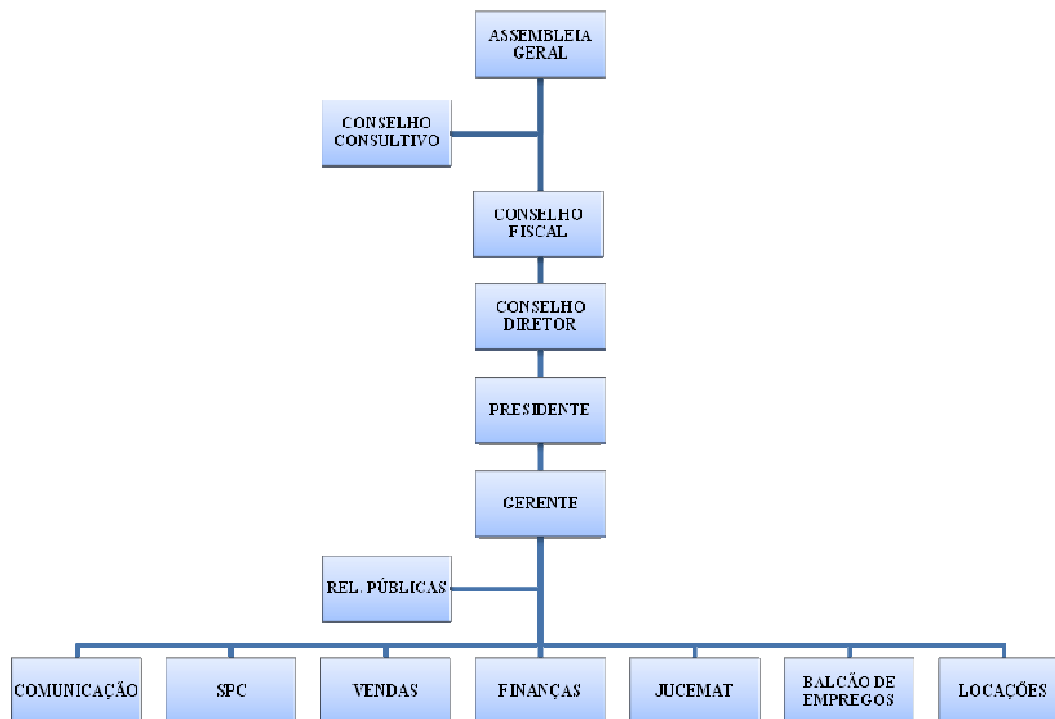 ASSEMBLEIA
GERAL
CONSELHO
CONSULTIVO
CONSELHO
FISCAL
CONSELHO
DIRETOR
PRESIDENTE
GERENTE
REL. PÚBLICAS
COMUNICAÇÃO
SPC
VENDAS
FINANÇAS
JUCEMAT
BALCÃO DE
EMPREGOS
LOCAÇÕES